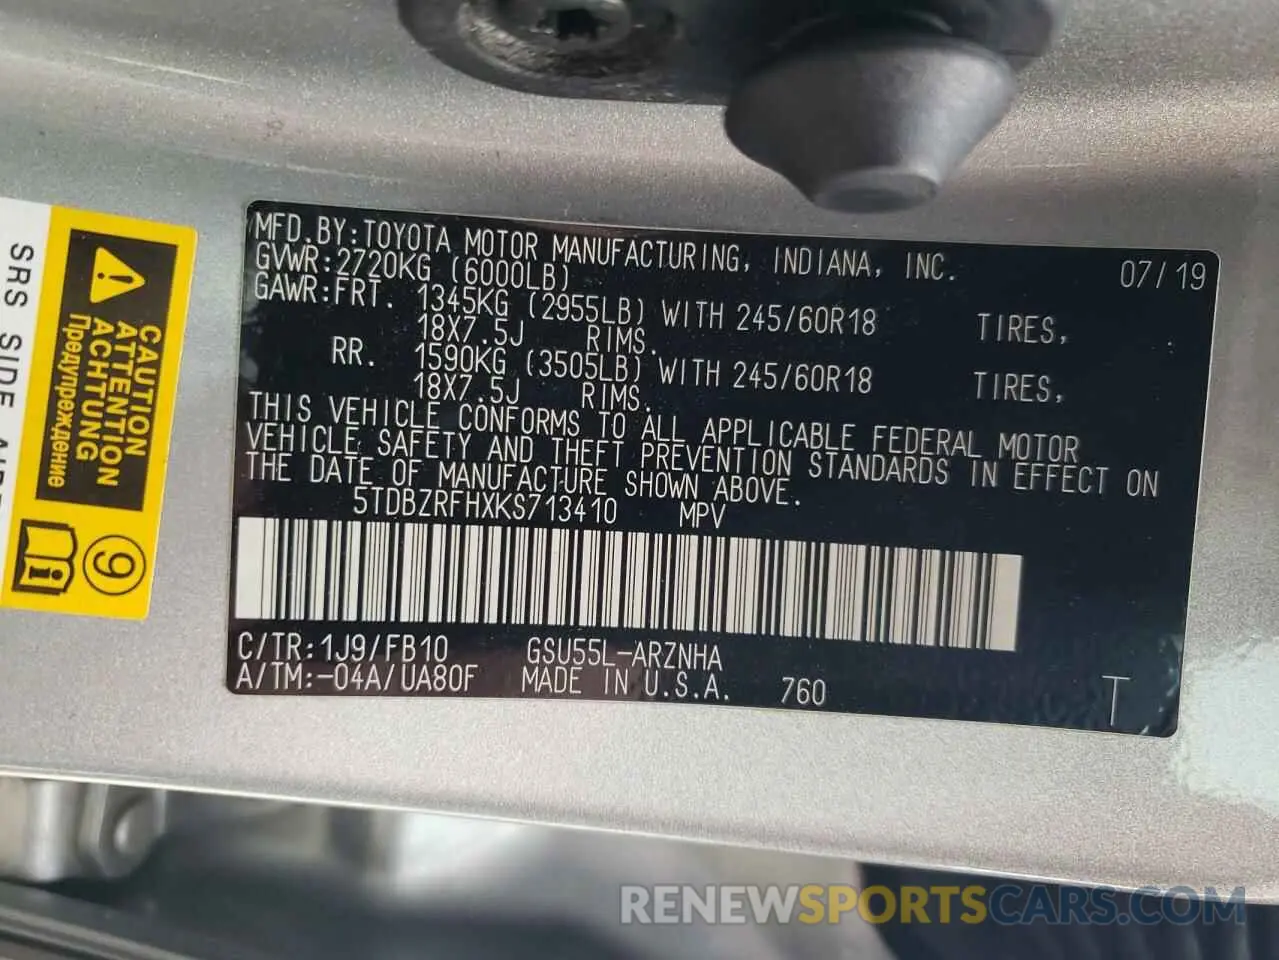 MFD.BY:TOYOTA MOTOR MANUFACTURING, INDIANA, INC. 07/19
GVWR:2720KG (6000LB)
GAWR:FRT. 1345KG (2955LB) WITH 245/60R18 TIRES,
18X7.5J RIMS.
RR. 1590KG (3505LB) WITH 245/60R18 TIRES,
18X7.5J RIMS.
THIS VEHICLE CONFORMS TO ALL APPLICABLE FEDERAL MOTOR
VEHICLE SAFETY AND THEFT PREVENTION STANDARDS IN EFFECT ON
THE DATE OF MANUFACTURE SHOWN ABOVE.
5TDBZRFHXKS713410 MPV
C/TR:1J9/FB10 GSU55L-ARZNHA
A/TM:-04A/UA80F MADE IN U.S.A. 760 T
CAUTION
ATTENTION
ACHTUNG
Предупреждение
9
SRS SIDE
RENEWSPORTSCARS.COM